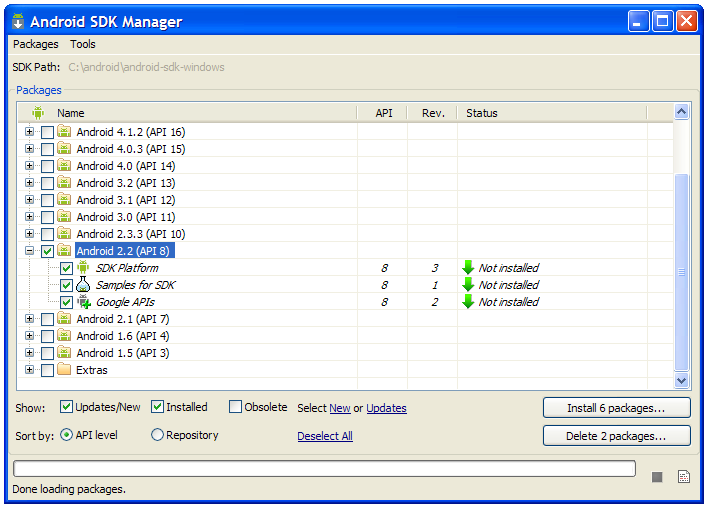 Android SDK Manager
Packages Tools
SDK Path: C:\android\android-sdk-windows
Packages
Name API Rev. Status
Android 4.1.2 (API 16)
Android 4.0.3 (API 15)
Android 4.0 (API 14)
Android 3.2 (API 13)
Android 3.1 (API 12)
Android 3.0 (API 11)
Android 2.3.3 (API 10)
Android 2.2 (API 8)
SDK Platform 8 3 Not installed
Samples for SDK 8 1 Not installed
Google APIs 8 2 Not installed
Android 2.1 (API 7)
Android 1.6 (API 4)
Android 1.5 (API 3)
Extras
Show: Updates/New Installed Obsolete Select New or Updates Install 6 packages...
Sort by: API level Repository Deselect All Delete 2 packages...
Done loading packages.